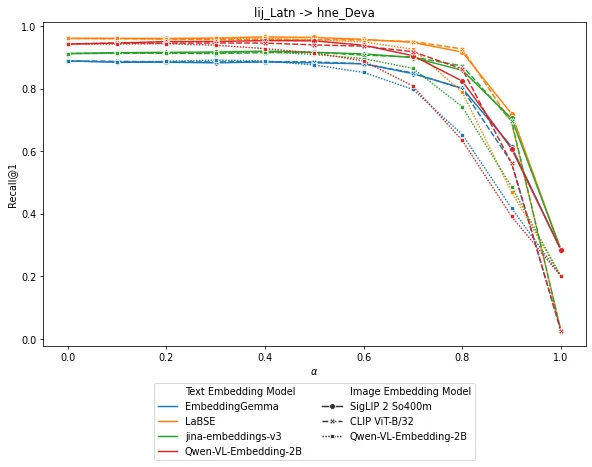 lij_Latn -> hne_Deva
1.0
0.8
0.6
0.4
0.2
0.0
Recall@1
0.0 0.2 0.4 0.6 0.8 1.0
α
Text Embedding Model Image Embedding Model
EmbeddingGemma SigLIP 2 So400m
LaBSE CLIP ViT-B/32
jina-embeddings-v3 Qwen-VL-Embedding-2B
Qwen-VL-Embedding-2B